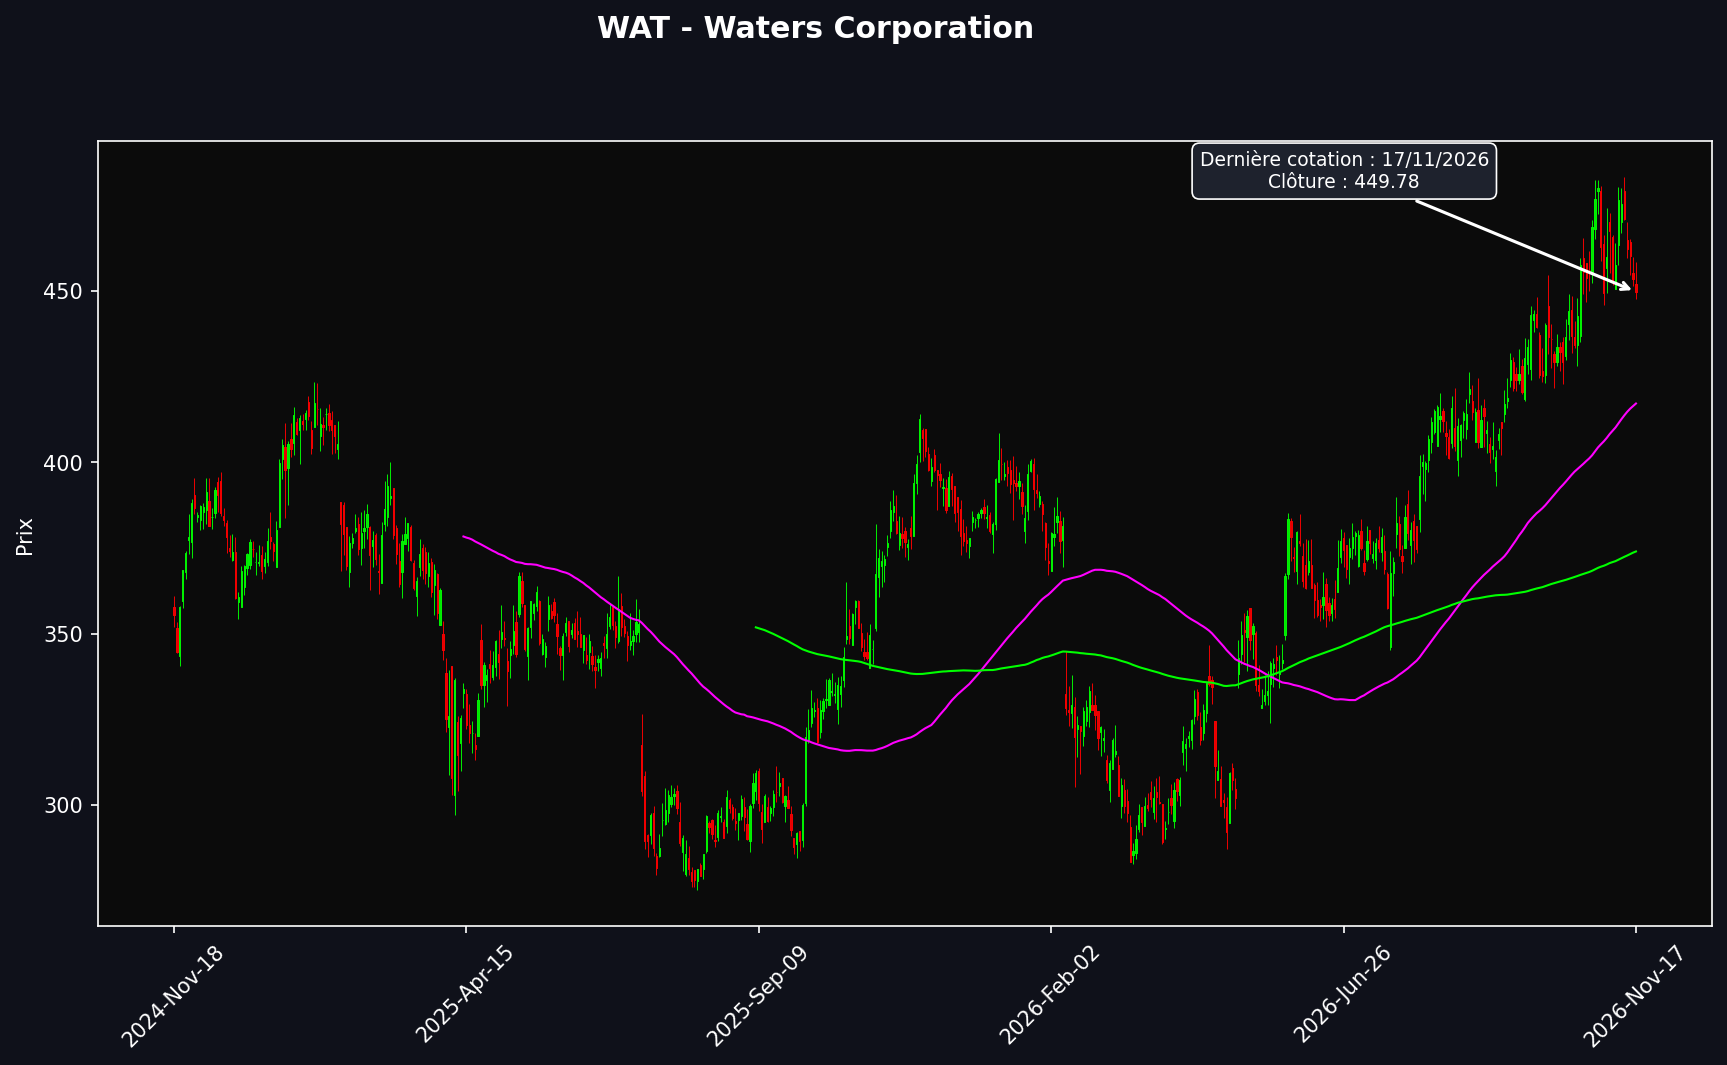 WAT - Waters Corporation
Dernière cotation : 17/11/2026
Clôture : 449.78
Prix
450
400
350
300
2024-Nov-18
2025-Apr-15
2025-Sep-09
2026-Feb-02
2026-Jun-26
2026-Nov-17